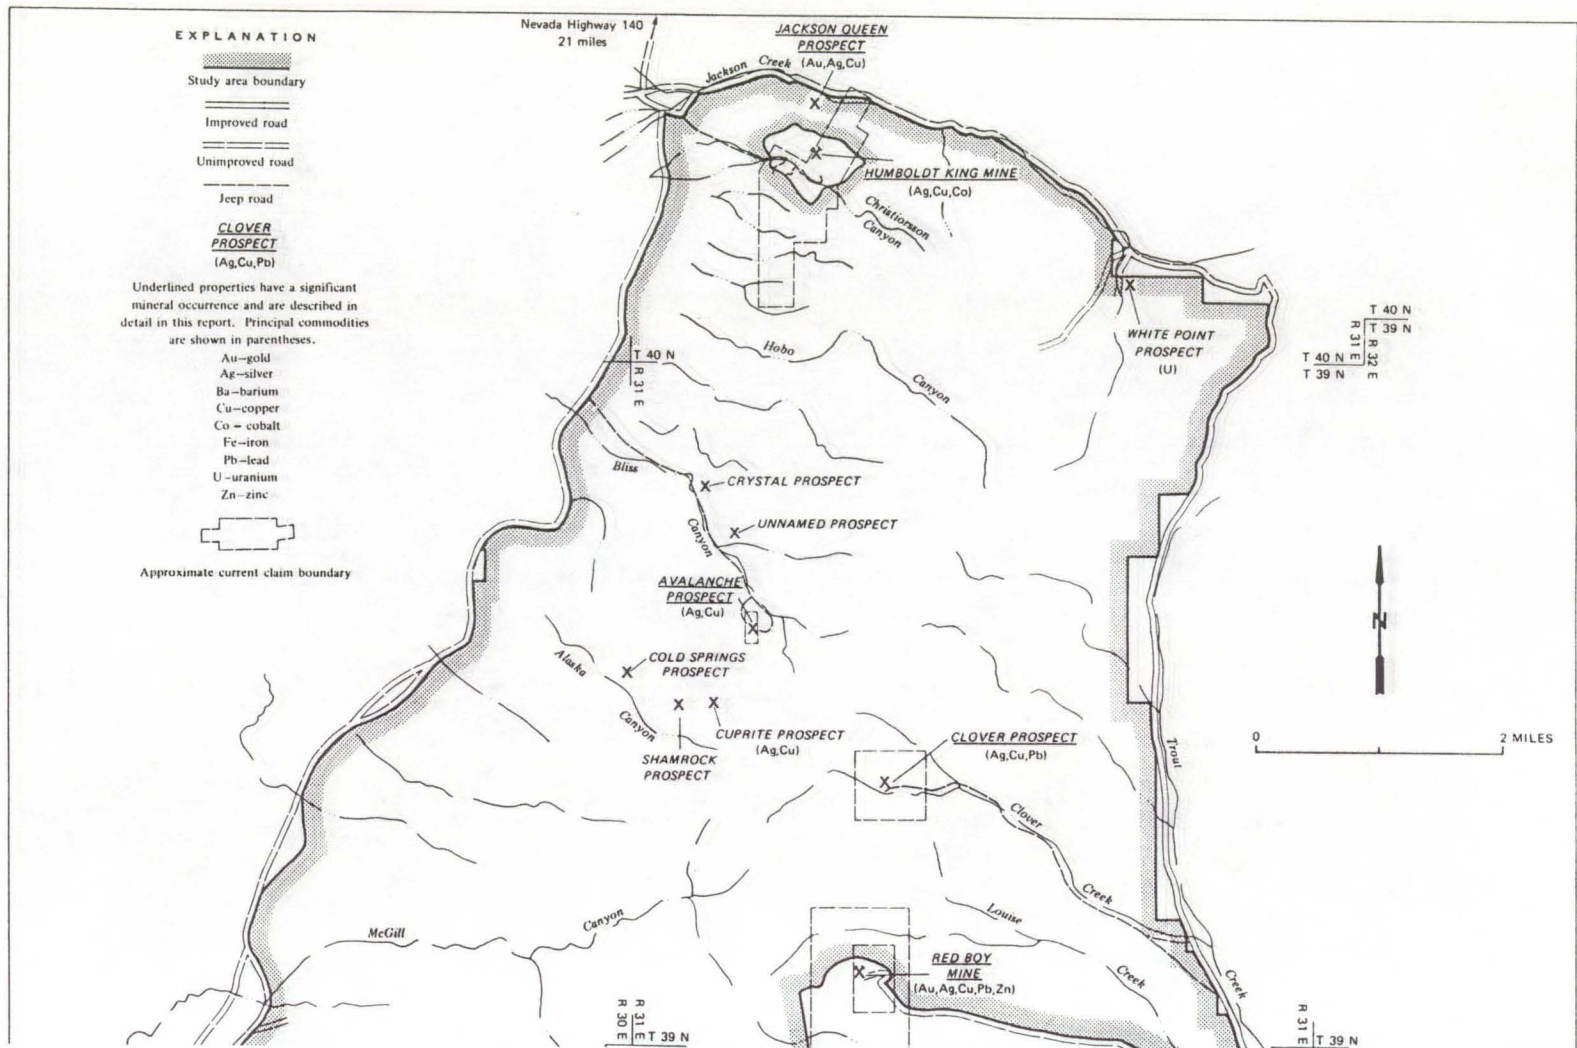 EXPLANATION
Study area boundary
Improved road
Unimproved road
Jeep road
CLOVER
PROSPECT
(Ag,Cu,Pb)
Underlined properties have a significant
mineral occurrence and are described in
detail in this report. Principal commodities
are shown in parentheses.
Au–gold
Ag–silver
Ba–barium
Cu–copper
Co – cobalt
Fe–iron
Pb–lead
U–uranium
Zn–zinc
Approximate current claim boundary
Nevada Highway 140
21 miles
JACKSON QUEEN
PROSPECT
(Au,Ag,Cu)
Jackson Creek
HUMBOLDT KING MINE
(Ag,Cu,Co)
Christiorsson
Canyon
WHITE POINT
PROSPECT
(U)
T 40 N
T 39 N
R 31 E
R 32 E
T 40 N
T 39 N
Hobo
Canyon
T 40 N
R 31 E
Bliss
Canyon
CRYSTAL PROSPECT
UNNAMED PROSPECT
AVALANCHE
PROSPECT
(Ag,Cu)
N
Alaska
Canyon
COLD SPRINGS
PROSPECT
SHAMROCK
PROSPECT
CUPRITE PROSPECT
(Ag,Cu)
CLOVER PROSPECT
(Ag,Cu,Pb)
Trout
Creek
0 2 MILES
Clover
Creek
Louise
Creek
McGill
Canyon
RED BOY
MINE
(Au,Ag,Cu,Pb,Zn)
R 30 E
R 31 E
T 39 N
R 31 E
T 39 N